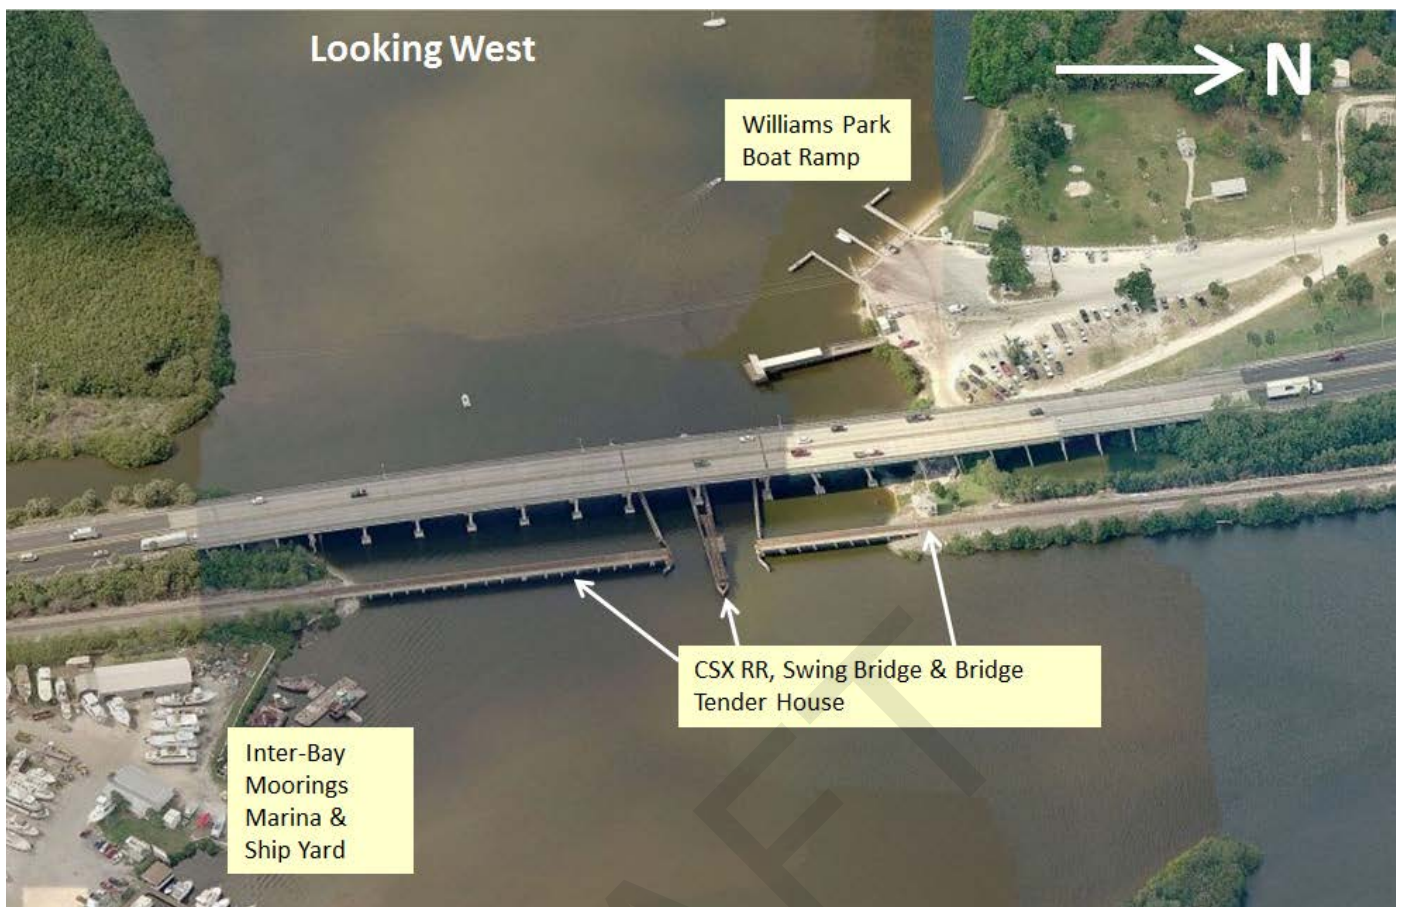 Looking West
N
Williams Park
Boat Ramp
CSX RR, Swing Bridge & Bridge
Tender House
Inter-Bay
Moorings
Marina &
Ship Yard